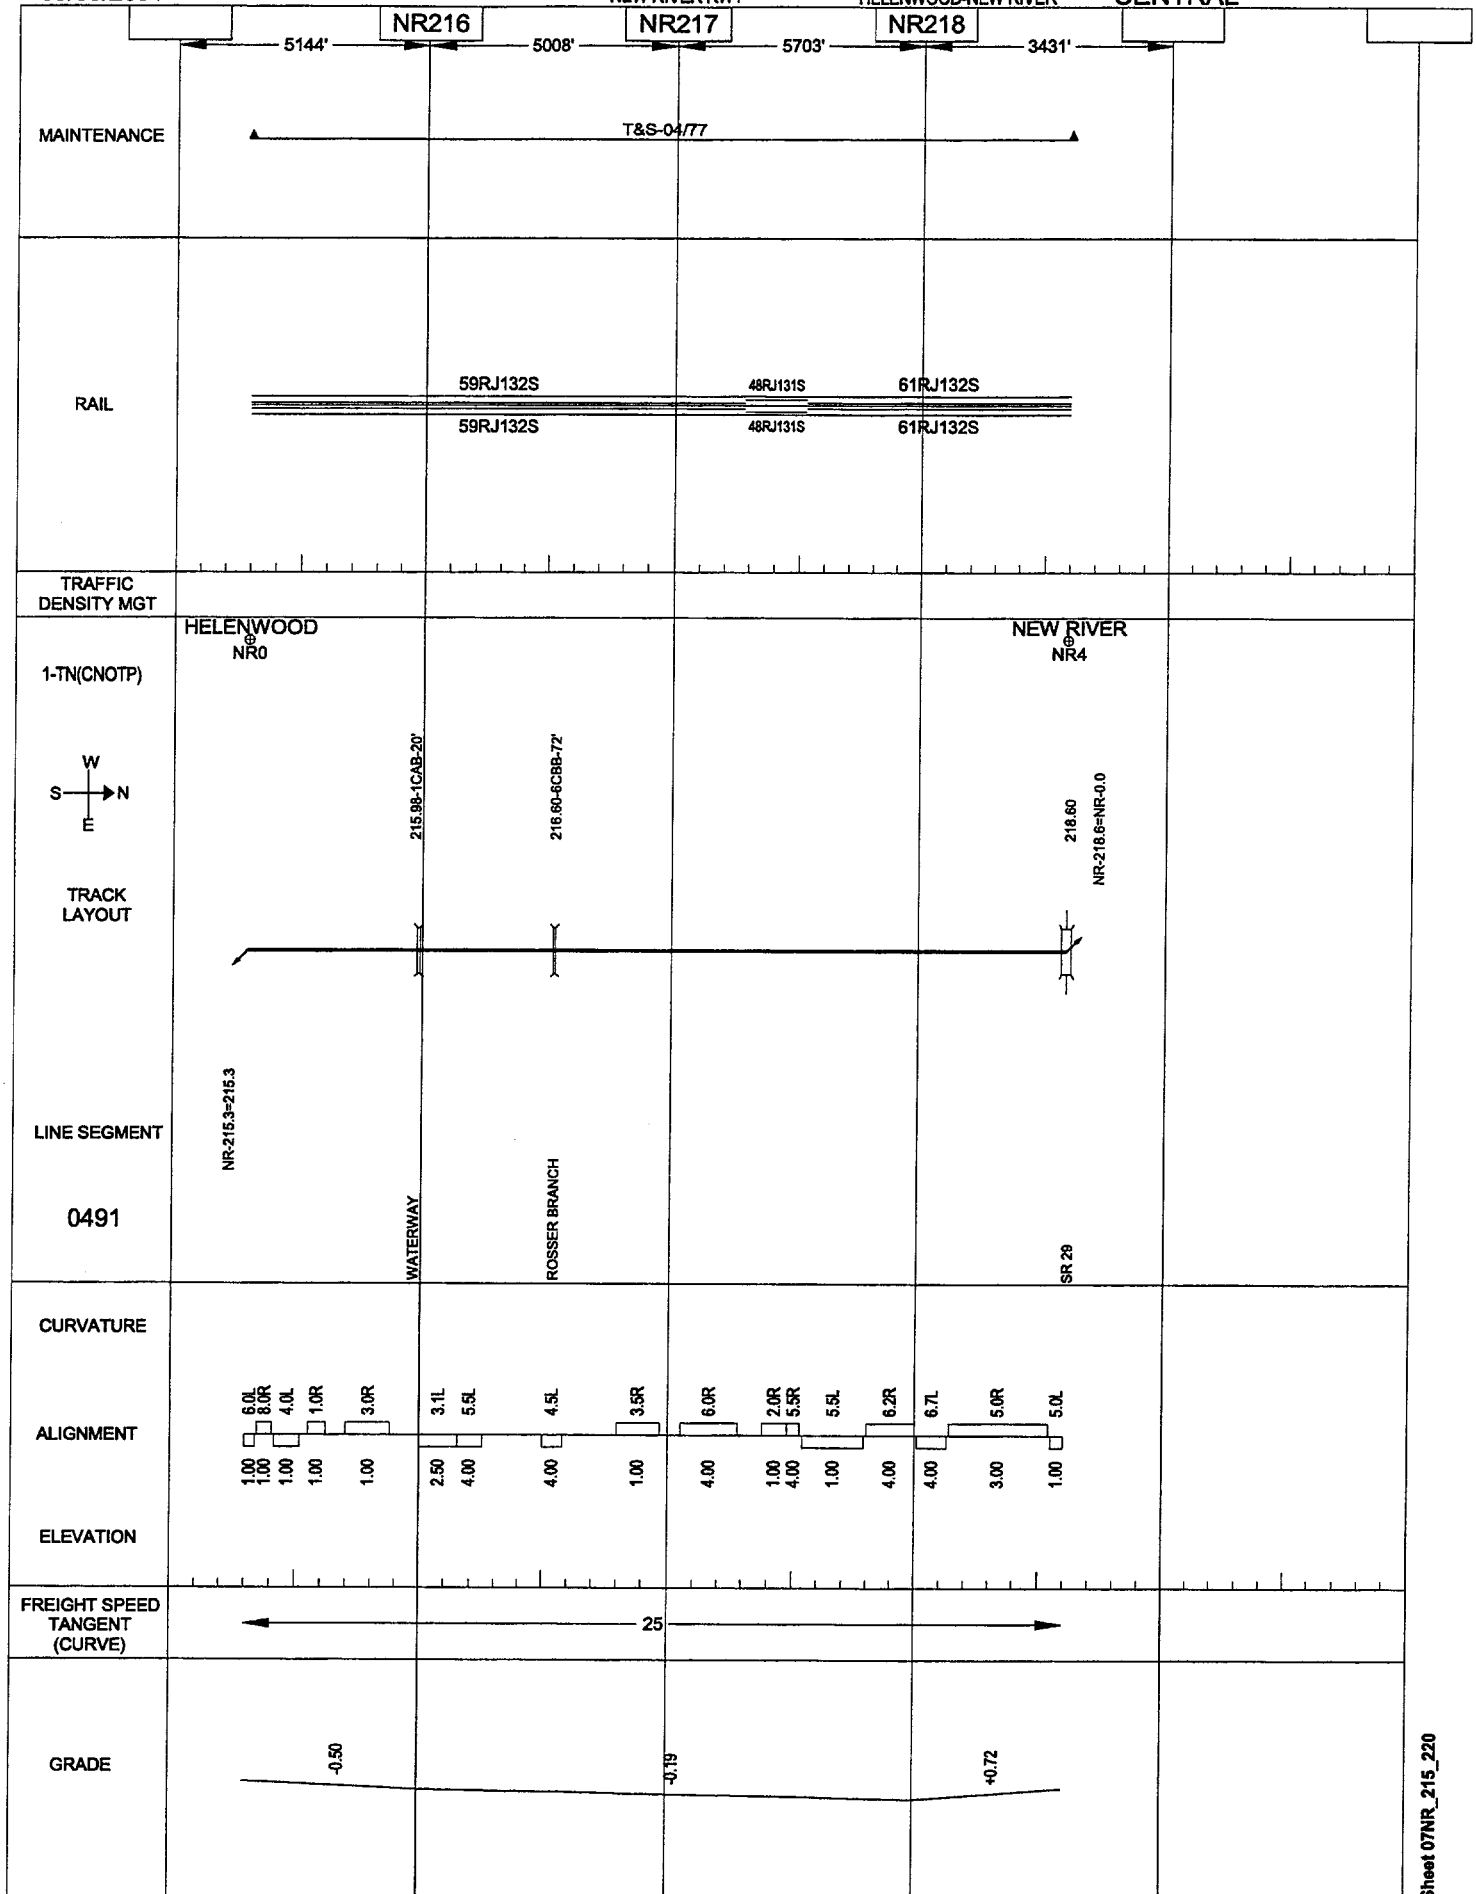 CENTRAL
NR216
NR217
NR218
5144'
5008'
5703'
3431'
MAINTENANCE
T&S-04/77
59RJ132S
48RJ131S
61RJ132S
RAIL
59RJ132S
48RJ131S
61RJ132S
TRAFFIC
DENSITY MGT
HELENWOOD
NR0
NEW RIVER
NR4
1-TN(CNOTP)
W
S
N
E
215.98-1CAB-20'
216.60-6CBB-72'
218.60
NR-218.6=NR-0.0
TRACK
LAYOUT
NR-215.3=215.3
LINE SEGMENT
0491
WATERWAY
ROSSER BRANCH
SR 29
CURVATURE
6.0L
8.0R
4.0L
1.0R
3.0R
3.1L
5.5L
4.5L
3.5R
6.0R
2.0R
5.5R
5.5L
6.2R
6.7L
5.0R
5.0L
ALIGNMENT
1.00
1.00
1.00
1.00
1.00
2.50
4.00
4.00
1.00
4.00
1.00
4.00
1.00
4.00
4.00
3.00
1.00
ELEVATION
FREIGHT SPEED
TANGENT
(CURVE)
25
GRADE
-0.50
-0.19
+0.72
Sheet 07NR_215_220